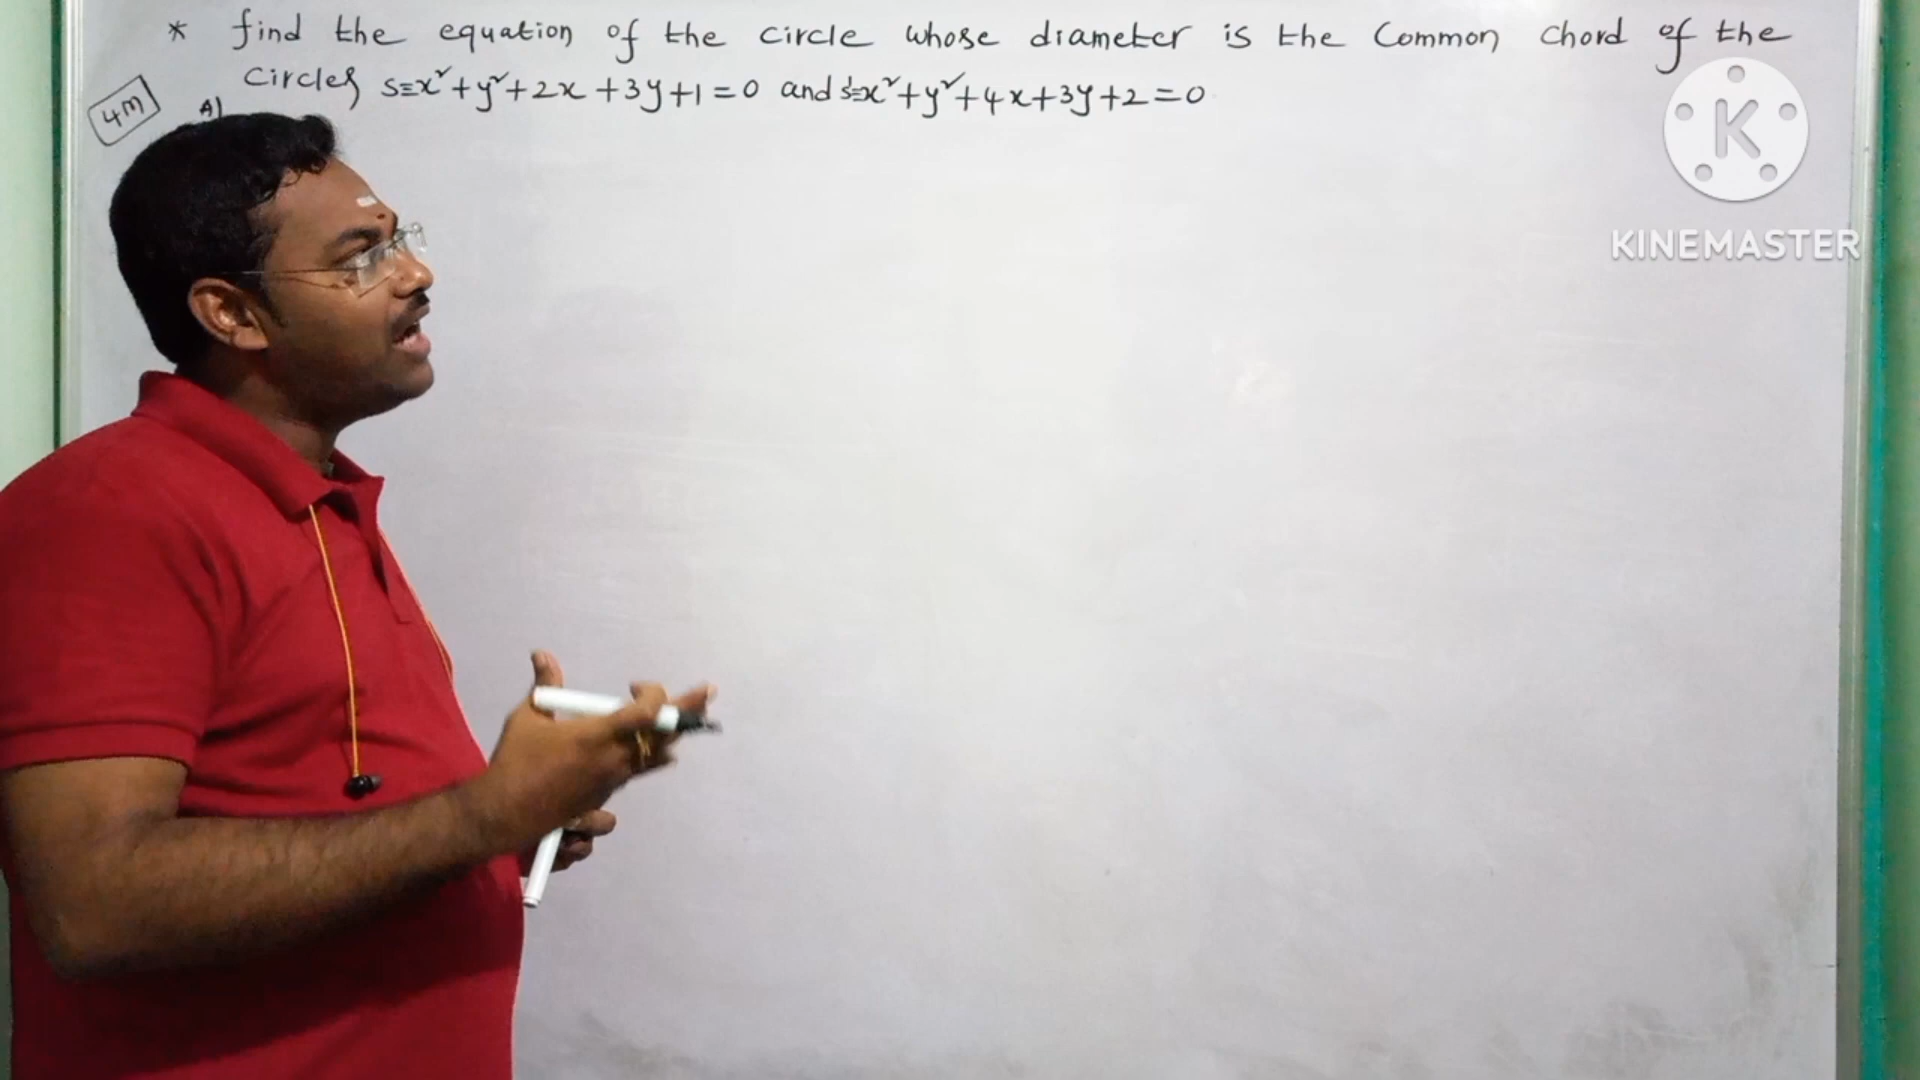 * find the equation of the circle whose diameter is the Common chord of the
circles S≡x²+y²+2x+3y+1=0 and S'≡x²+y²+4x+3y+2=0
4M
A)
K
KINEMASTER